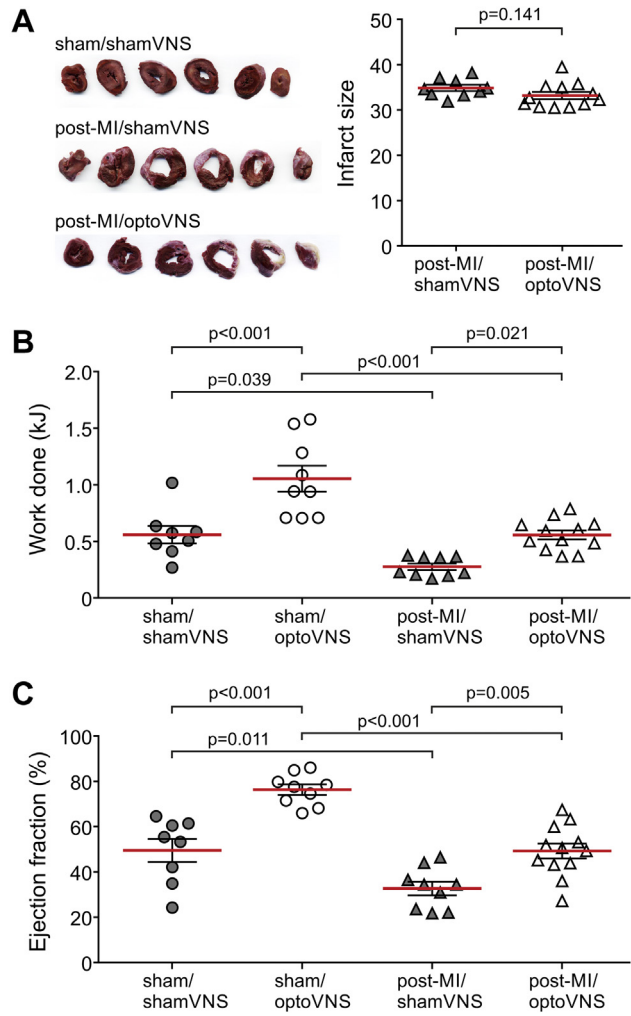 A
sham/shamVNS
post-MI/shamVNS
post-MI/optoVNS
p=0.141
50
40
30
20
10
0
Infarct size
post-MI/
shamVNS
post-MI/
optoVNS
B
p<0.001
p=0.021
p<0.001
p=0.039
2.0
1.5
1.0
0.5
0
Work done (kJ)
sham/
shamVNS
sham/
optoVNS
post-MI/
shamVNS
post-MI/
optoVNS
C
p<0.001
p=0.005
p<0.001
p=0.011
100
80
60
40
20
0
Ejection fraction (%)
sham/
shamVNS
sham/
optoVNS
post-MI/
shamVNS
post-MI/
optoVNS